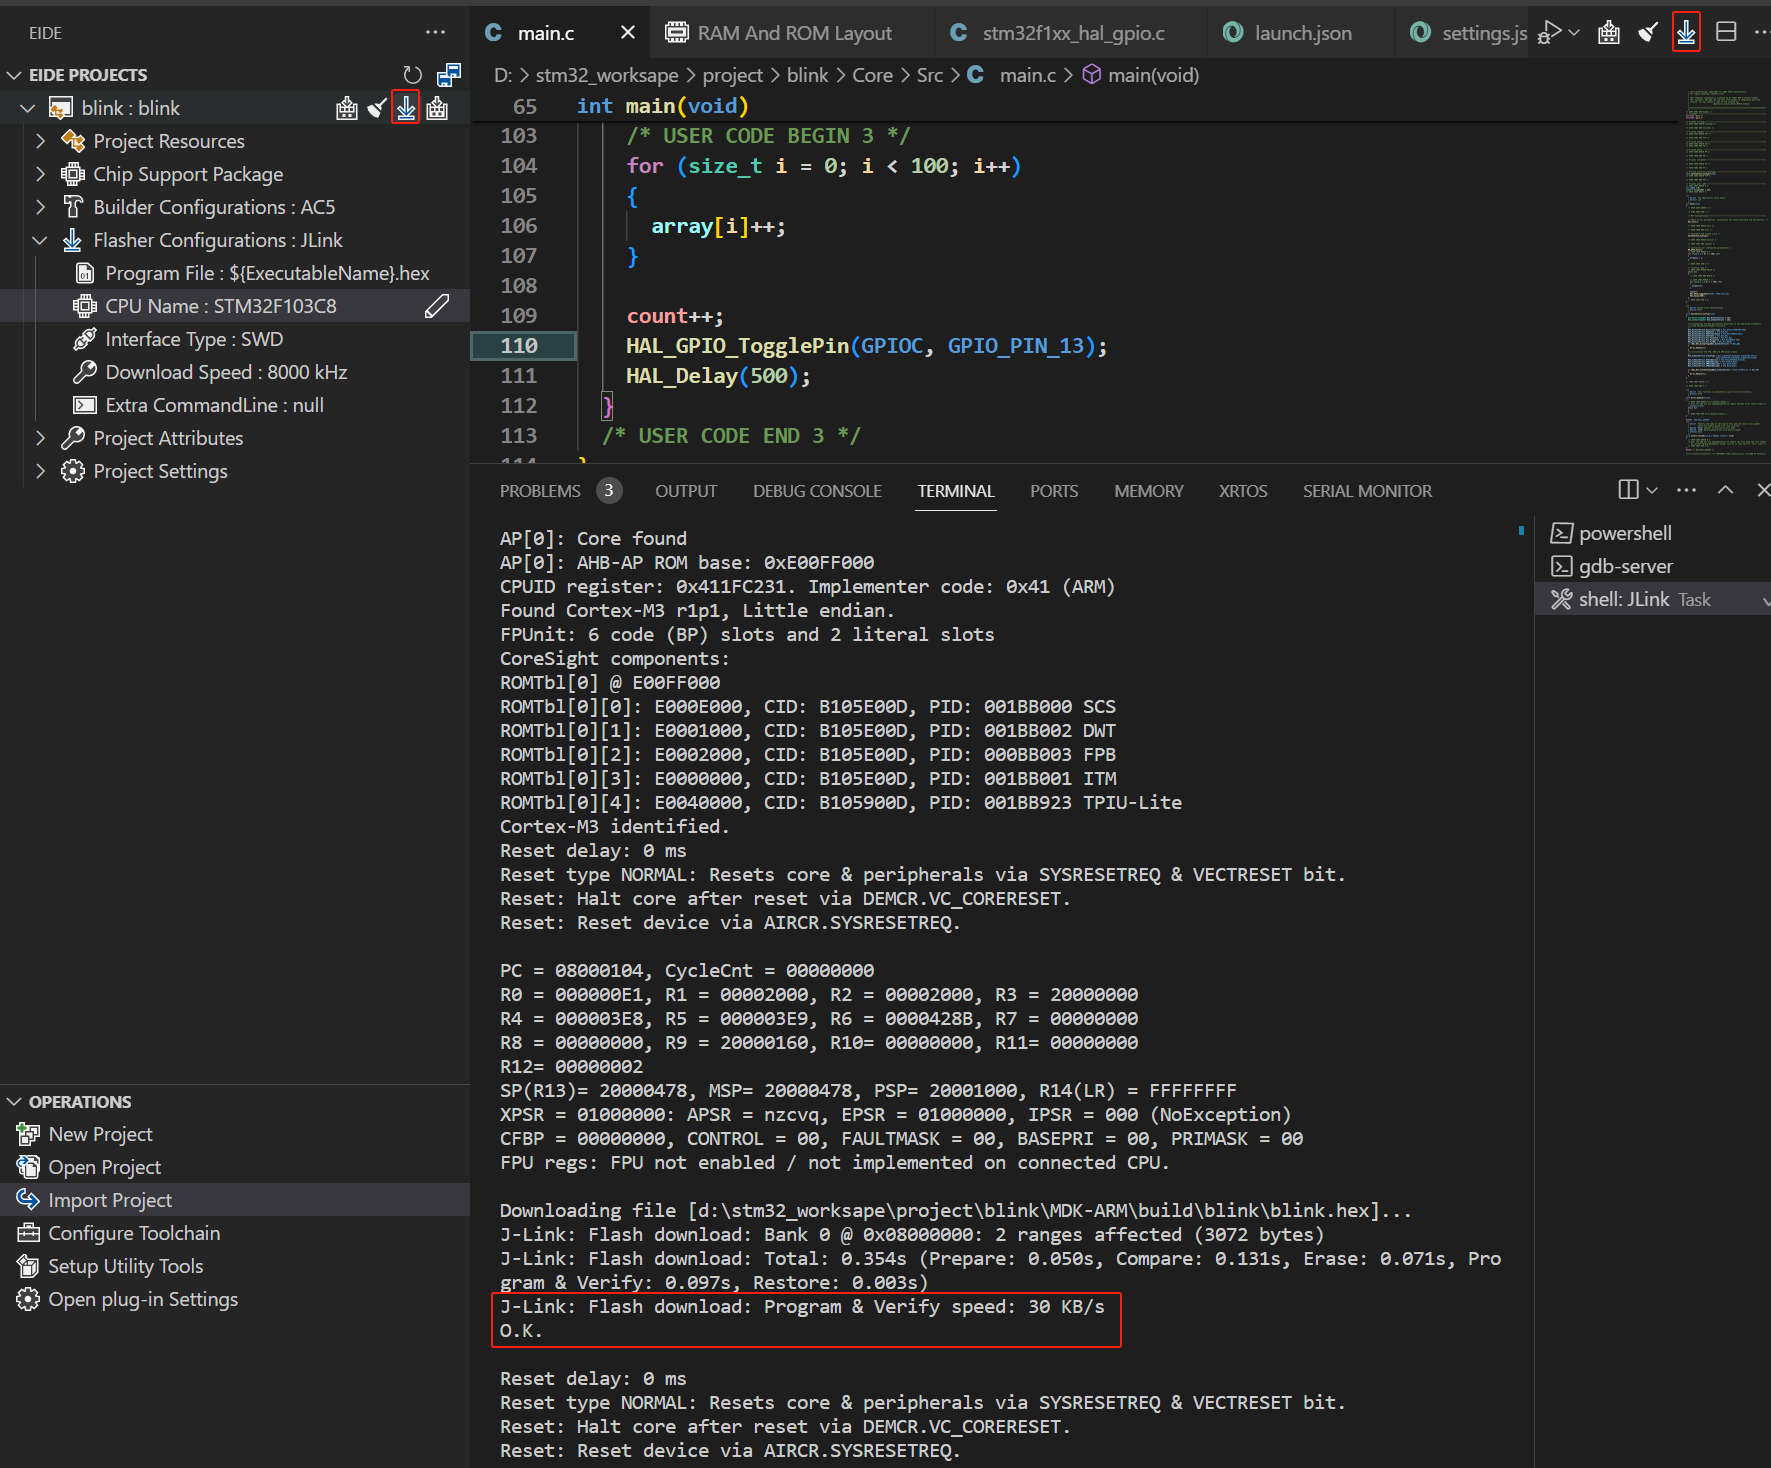 EIDE
EIDE PROJECTS
blink : blink
Project Resources
Chip Support Package
Builder Configurations : AC5
Flasher Configurations : JLink
Program File : ${ExecutableName}.hex
CPU Name : STM32F103C8
Interface Type : SWD
Download Speed : 8000 kHz
Extra CommandLine : null
Project Attributes
Project Settings
OPERATIONS
New Project
Open Project
Import Project
Configure Toolchain
Setup Utility Tools
Open plug-in Settings
main.c
RAM And ROM Layout
stm32f1xx_hal_gpio.c
launch.json
settings.js
D: > stm32_worksape > project > blink > Core > Src > C main.c > main(void)
65 int main(void)
103 /* USER CODE BEGIN 3 */
104 for (size_t i = 0; i < 100; i++)
105 {
106 array[i]++;
107 }
108
109 count++;
110 HAL_GPIO_TogglePin(GPIOC, GPIO_PIN_13);
111 HAL_Delay(500);
112 }
113 /* USER CODE END 3 */
PROBLEMS 3 OUTPUT DEBUG CONSOLE TERMINAL PORTS MEMORY XRTOS SERIAL MONITOR
AP[0]: Core found
AP[0]: AHB-AP ROM base: 0xE00FF000
CPUID register: 0x411FC231. Implementer code: 0x41 (ARM)
Found Cortex-M3 r1p1, Little endian.
FPUnit: 6 code (BP) slots and 2 literal slots
CoreSight components:
ROMTbl[0] @ E00FF000
ROMTbl[0][0]: E000E000, CID: B105E00D, PID: 001BB000 SCS
ROMTbl[0][1]: E0001000, CID: B105E00D, PID: 001BB002 DWT
ROMTbl[0][2]: E0002000, CID: B105E00D, PID: 000BB003 FPB
ROMTbl[0][3]: E0000000, CID: B105E00D, PID: 001BB001 ITM
ROMTbl[0][4]: E0040000, CID: B105900D, PID: 001BB923 TPIU-Lite
Cortex-M3 identified.
Reset delay: 0 ms
Reset type NORMAL: Resets core & peripherals via SYSRESETREQ & VECTRESET bit.
Reset: Halt core after reset via DEMCR.VC_CORERESET.
Reset: Reset device via AIRCR.SYSRESETREQ.
PC = 08000104, CycleCnt = 00000000
R0 = 000000E1, R1 = 00002000, R2 = 00002000, R3 = 20000000
R4 = 000003E8, R5 = 000003E9, R6 = 0000428B, R7 = 00000000
R8 = 00000000, R9 = 20000160, R10= 00000000, R11= 00000000
R12= 00000002
SP(R13)= 20000478, MSP= 20000478, PSP= 20001000, R14(LR) = FFFFFFFF
XPSR = 01000000: APSR = nzcvq, EPSR = 01000000, IPSR = 000 (NoException)
CFBP = 00000000, CONTROL = 00, FAULTMASK = 00, BASEPRI = 00, PRIMASK = 00
FPU regs: FPU not enabled / not implemented on connected CPU.
Downloading file [d:\stm32_worksape\project\blink\MDK-ARM\build\blink\blink.hex]...
J-Link: Flash download: Bank 0 @ 0x08000000: 2 ranges affected (3072 bytes)
J-Link: Flash download: Total: 0.354s (Prepare: 0.050s, Compare: 0.131s, Erase: 0.071s, Pro
gram & Verify: 0.097s, Restore: 0.003s)
J-Link: Flash download: Program & Verify speed: 30 KB/s
O.K.
Reset delay: 0 ms
Reset type NORMAL: Resets core & peripherals via SYSRESETREQ & VECTRESET bit.
Reset: Halt core after reset via DEMCR.VC_CORERESET.
Reset: Reset device via AIRCR.SYSRESETREQ.
powershell
gdb-server
shell: JLink Task